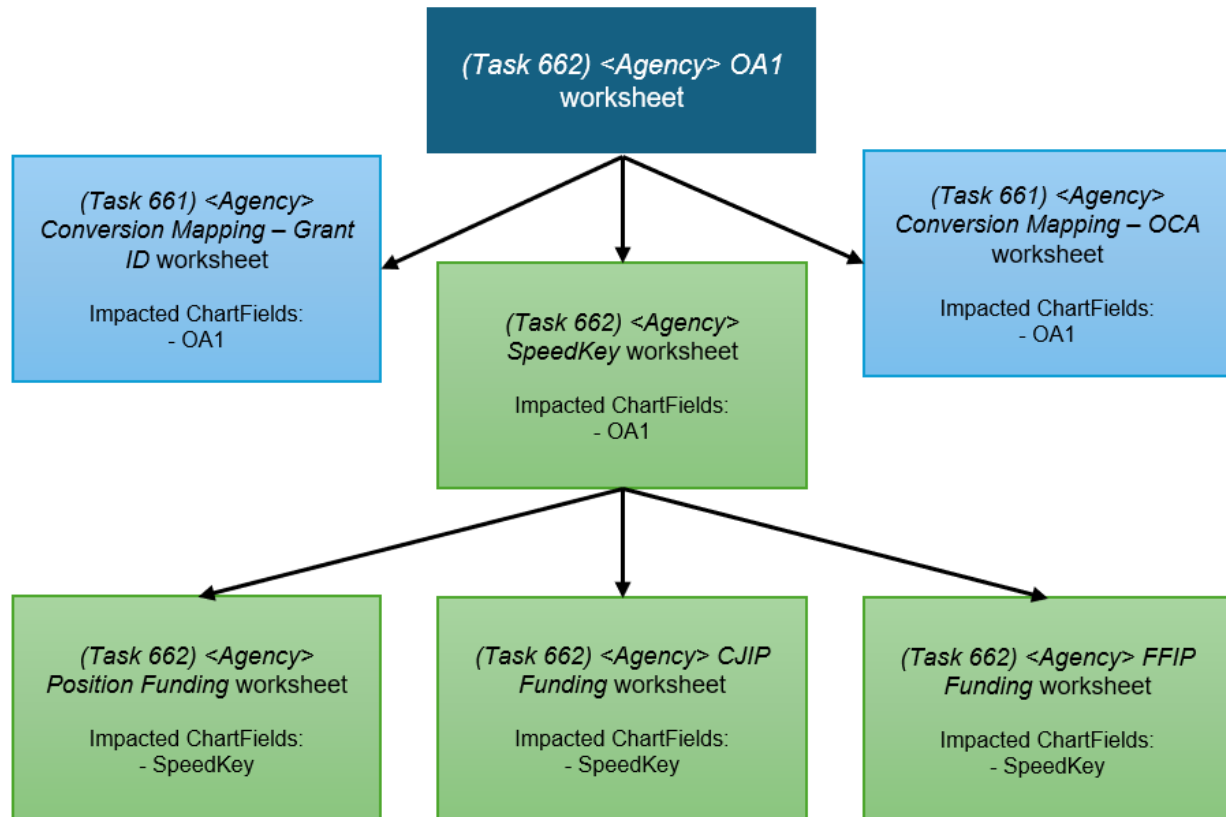 (Task 662) <Agency> OA1
worksheet
(Task 661) <Agency>
Conversion Mapping – Grant
ID worksheet
Impacted ChartFields:
- OA1
(Task 662) <Agency>
SpeedKey worksheet
Impacted ChartFields:
- OA1
(Task 661) <Agency>
Conversion Mapping – OCA
worksheet
Impacted ChartFields:
- OA1
(Task 662) <Agency>
Position Funding worksheet
Impacted ChartFields:
- SpeedKey
(Task 662) <Agency> CJIP
Funding worksheet
Impacted ChartFields:
- SpeedKey
(Task 662) <Agency> FFIP
Funding worksheet
Impacted ChartFields:
- SpeedKey